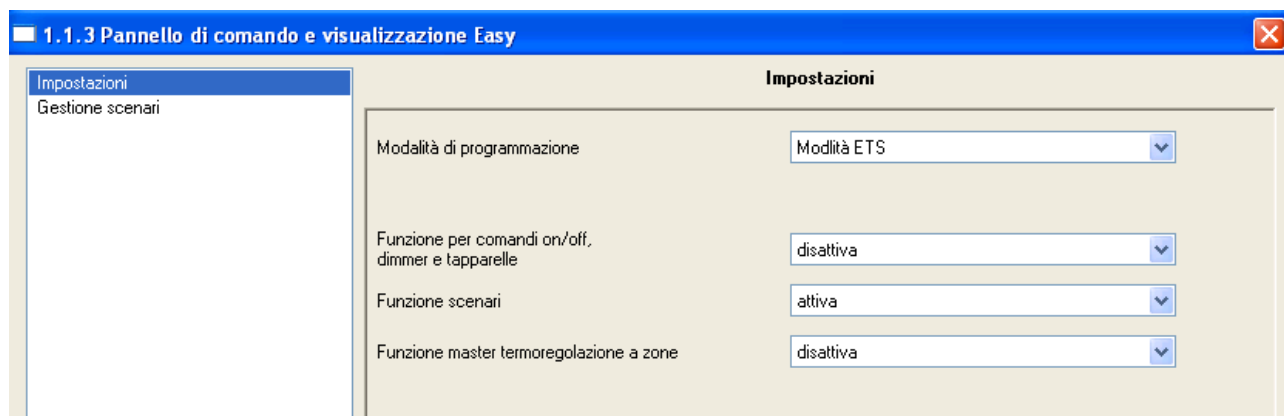 1.1.3 Pannello di comando e visualizzazione Easy
Impostazioni
Gestione scenari
Impostazioni
Modalità di programmazione
Modlità ETS
Funzione per comandi on/off,
dimmer e tapparelle
disattiva
Funzione scenari
attiva
Funzione master termoregolazione a zone
disattiva